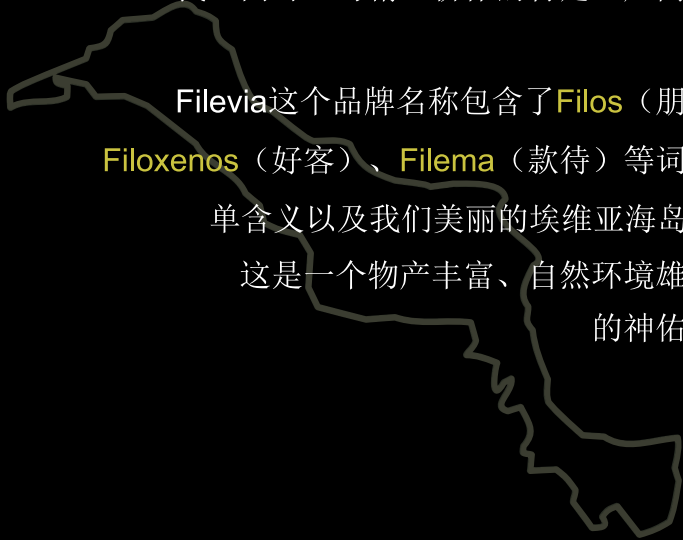 Filevia这个品牌名称包含了Filos（朋
Filoxenos（好客）、Filema（款待）等词
单含义以及我们美丽的埃维亚海岛
这是一个物产丰富、自然环境雄
的神佑